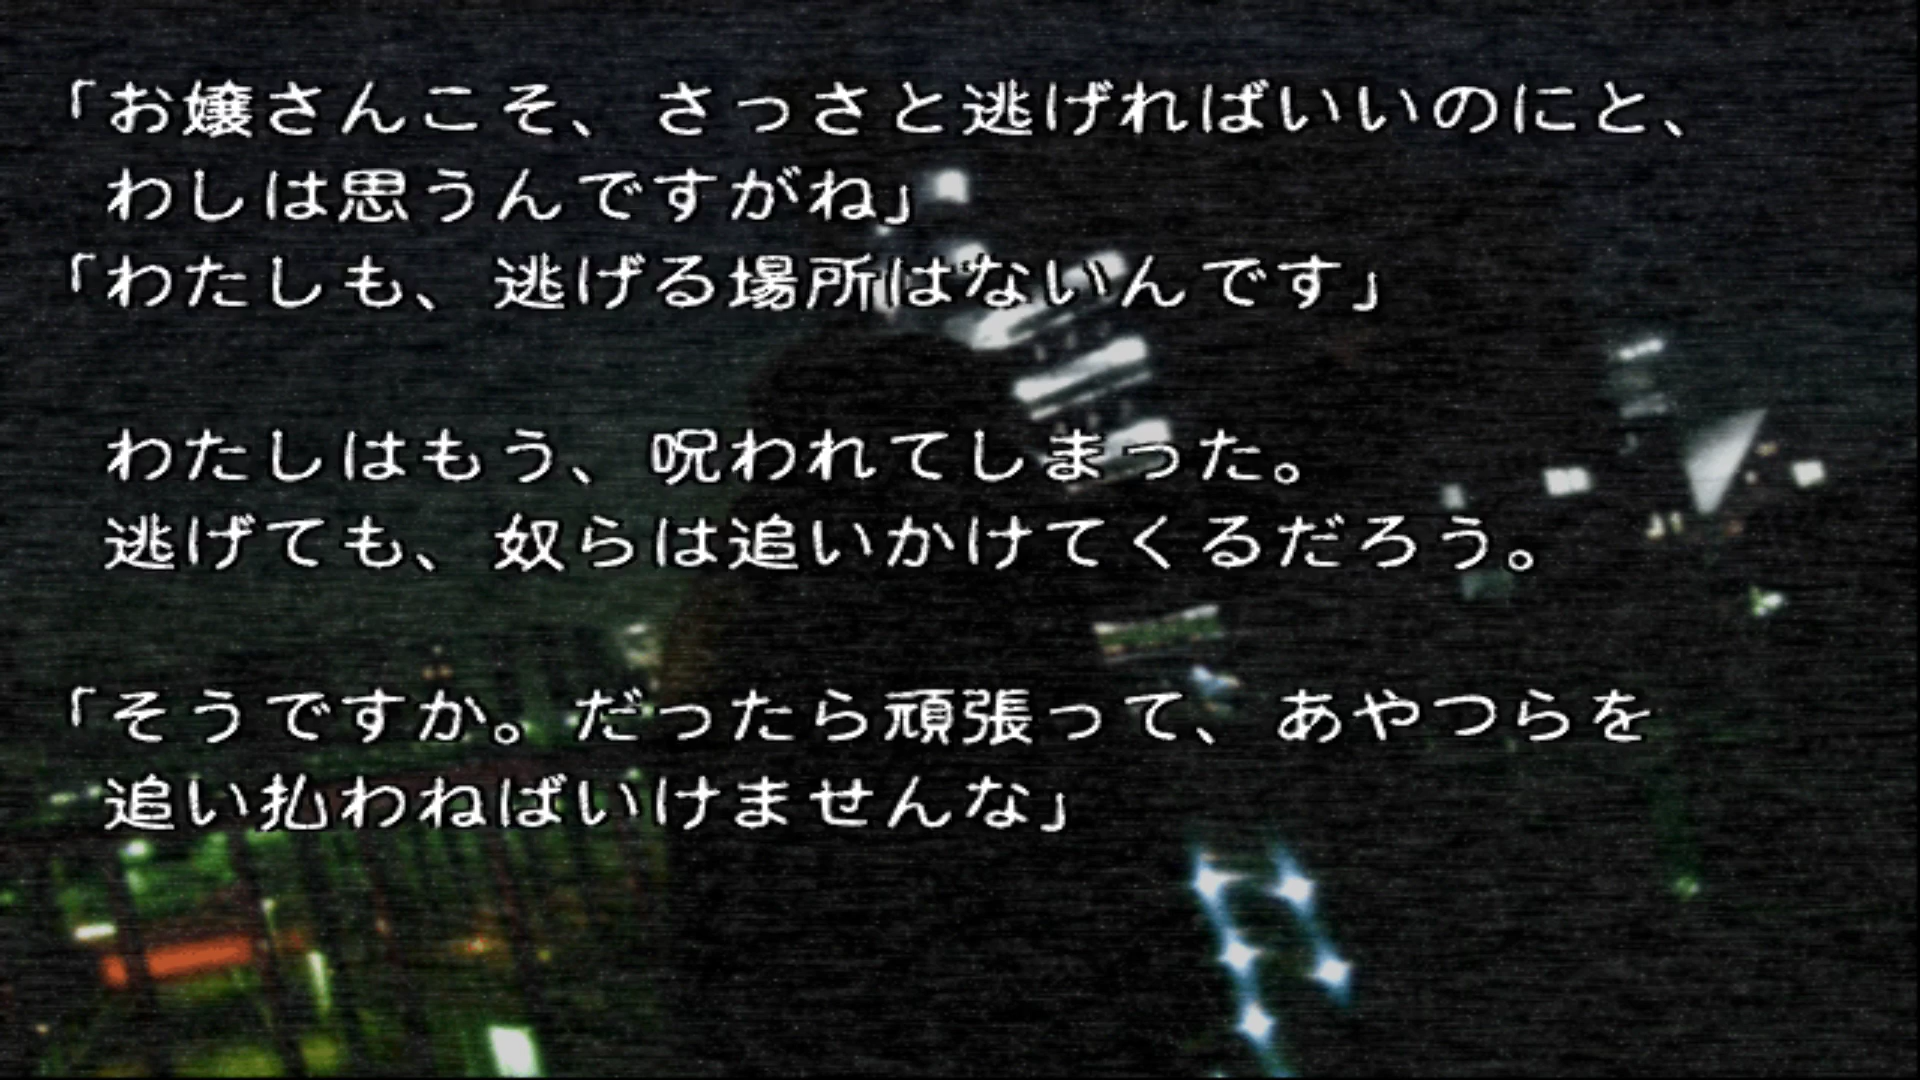 「お嬢さんこそ、さっさと逃げればいいのにと、
わしは思うんですがね」
「わたしも、逃げる場所はないんです」
わたしはもう、呪われてしまった。
逃げても、奴らは追いかけてくるだろう。
「そうですか。だったら頑張って、あやつらを
追い払わねばいけませんな」